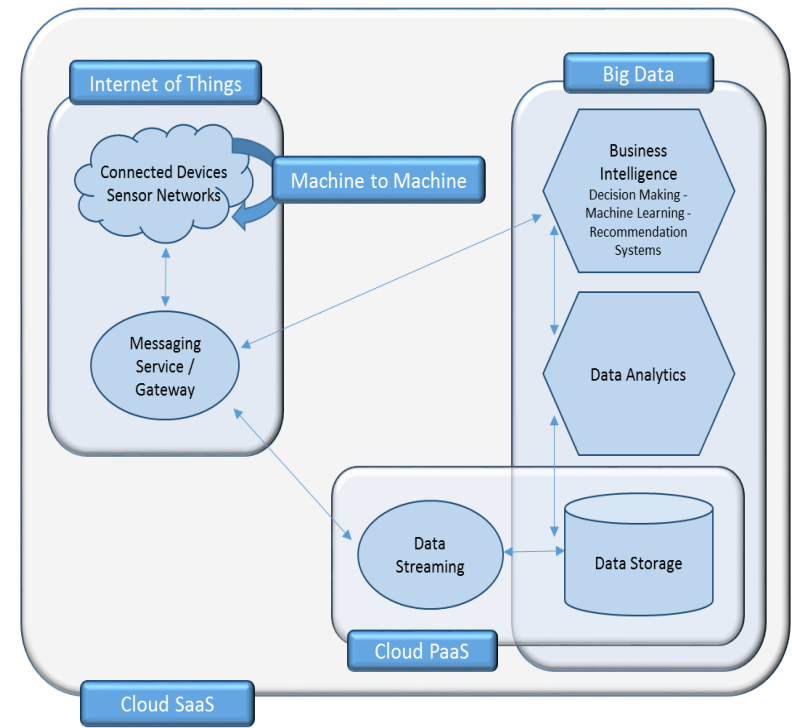 Internet of Things
Big Data
Connected Devices
Sensor Networks
Machine to Machine
Business
Intelligence
Decision Making -
Machine Learning -
Recommendation
Systems
Messaging
Service /
Gateway
Data Analytics
Data
Streaming
Data Storage
Cloud PaaS
Cloud SaaS